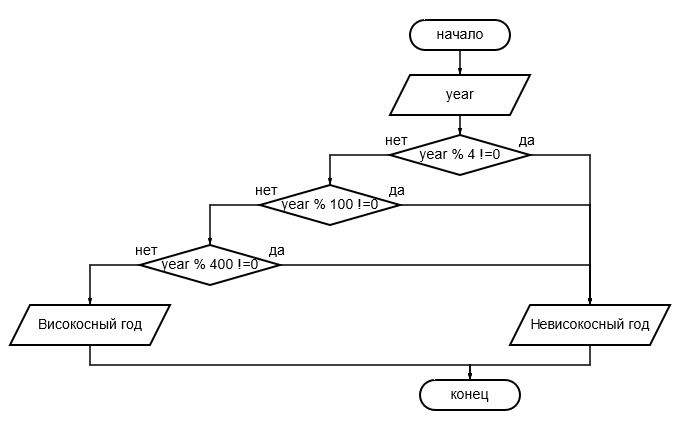 начало
year
нет
да
year % 4 !=0
нет
да
year % 100 !=0
нет
да
year % 400 !=0
Високосный год
Невисокосный год
конец